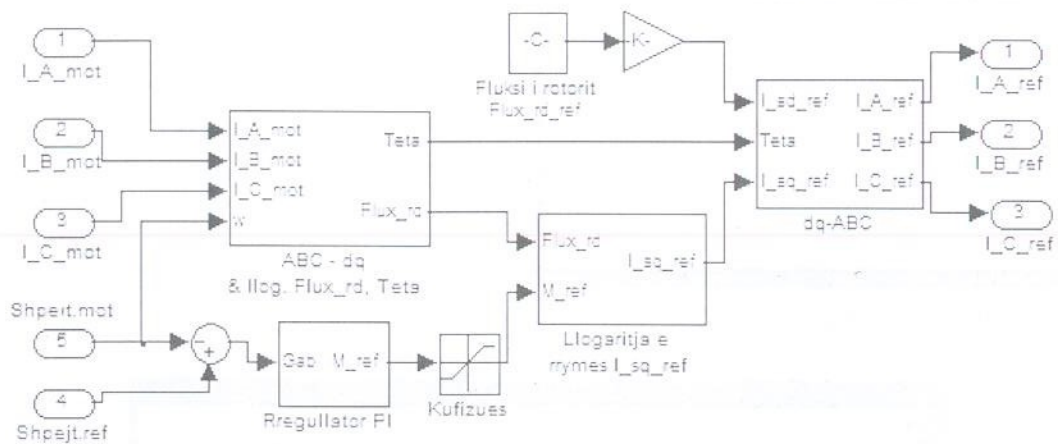 1
I_A_mot
2
I_B_mot
3
I_C_mot
Shpejt.mot
5
4
Shpejt.ref
I_A_mot
I_B_mot
I_C_mot
w
Teta
Flux_rd
ABC - dq
& llog. Flux_rd, Teta
-C-
Fluksi i rotorit
Flux_rd_ref
-K-
Gab.
M_ref
Rregullator PI
Kufizues
Flux_rd
M_ref
I_sq_ref
Llogaritja e
rrymes I_sq_ref
I_sd_ref
Teta
I_sq_ref
I_A_ref
I_B_ref
I_C_ref
dq-ABC
1
I_A_ref
2
I_B_ref
3
I_C_ref